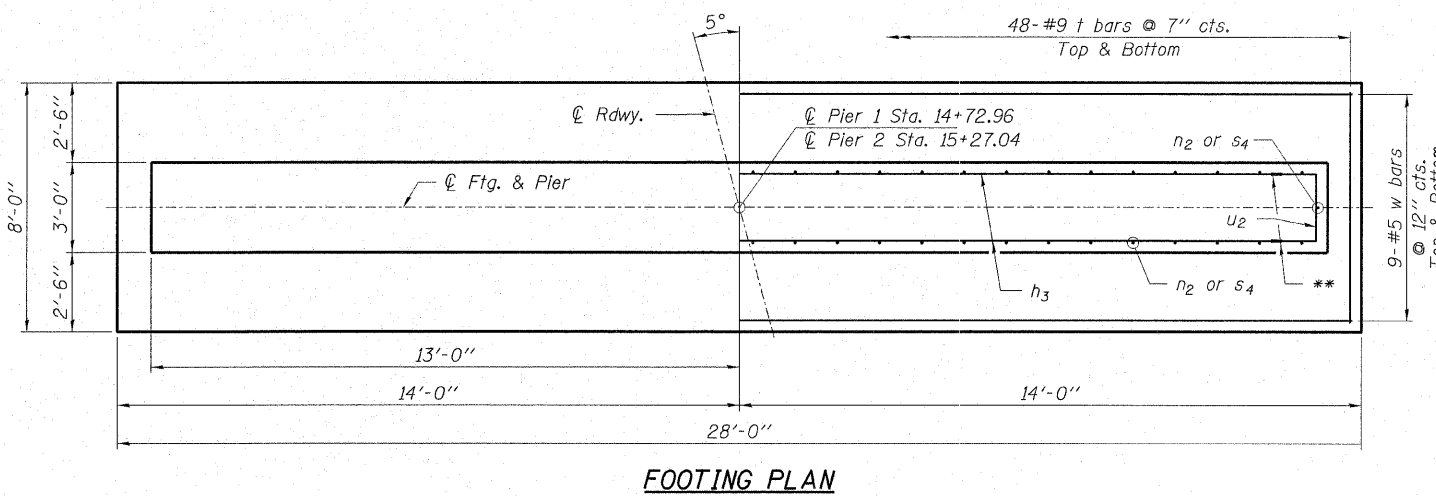 5°
48-#9 t bars @ 7" cts.
Top & Bottom
8'-0"
2'-6"
3'-0"
2'-6"
℄ Rdwy.
℄ Pier 1 Sta. 14+72.96
℄ Pier 2 Sta. 15+27.04
n2 or s4
℄ Ftg. & Pier
u2
h3
n2 or s4
**
9-#5 w bars
@ 12" cts.
Top & Bottom
13'-0"
14'-0"
14'-0"
28'-0"
FOOTING PLAN